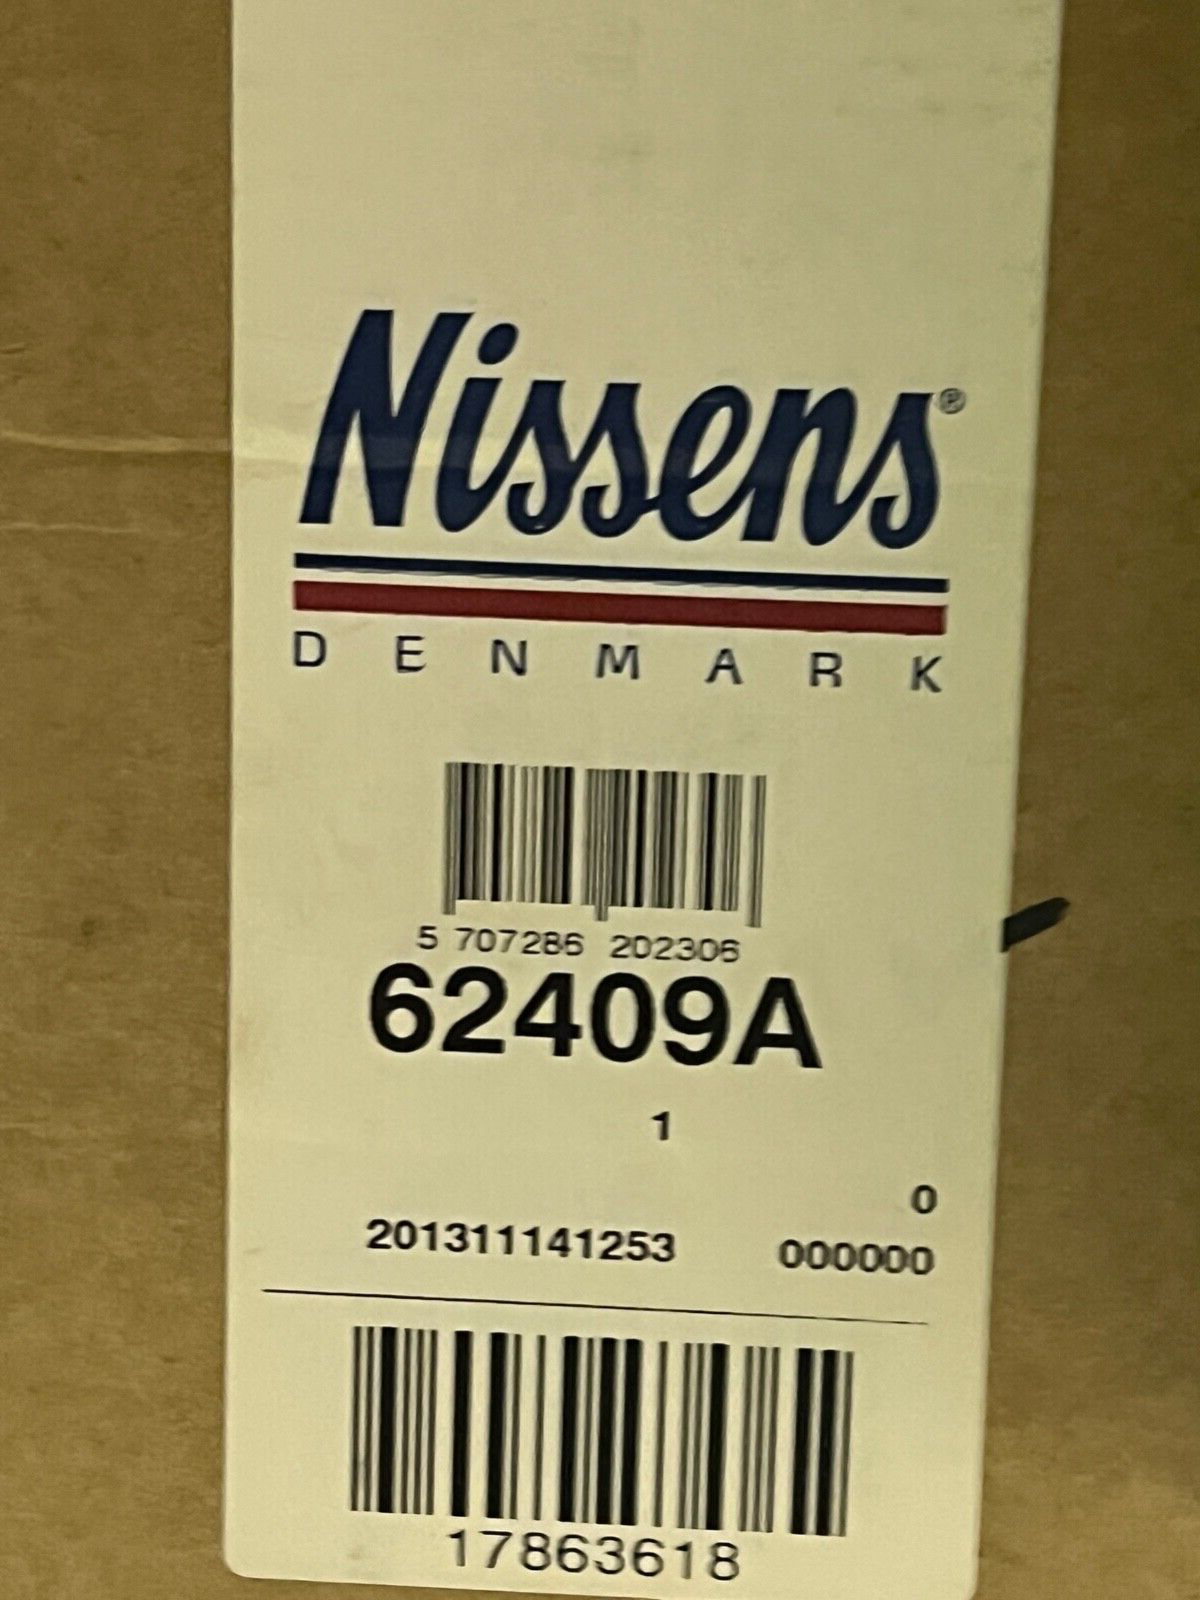 Nissens®
DENMARK
5 707286 202306
62409A
1
0
201311141253 000000
17863618